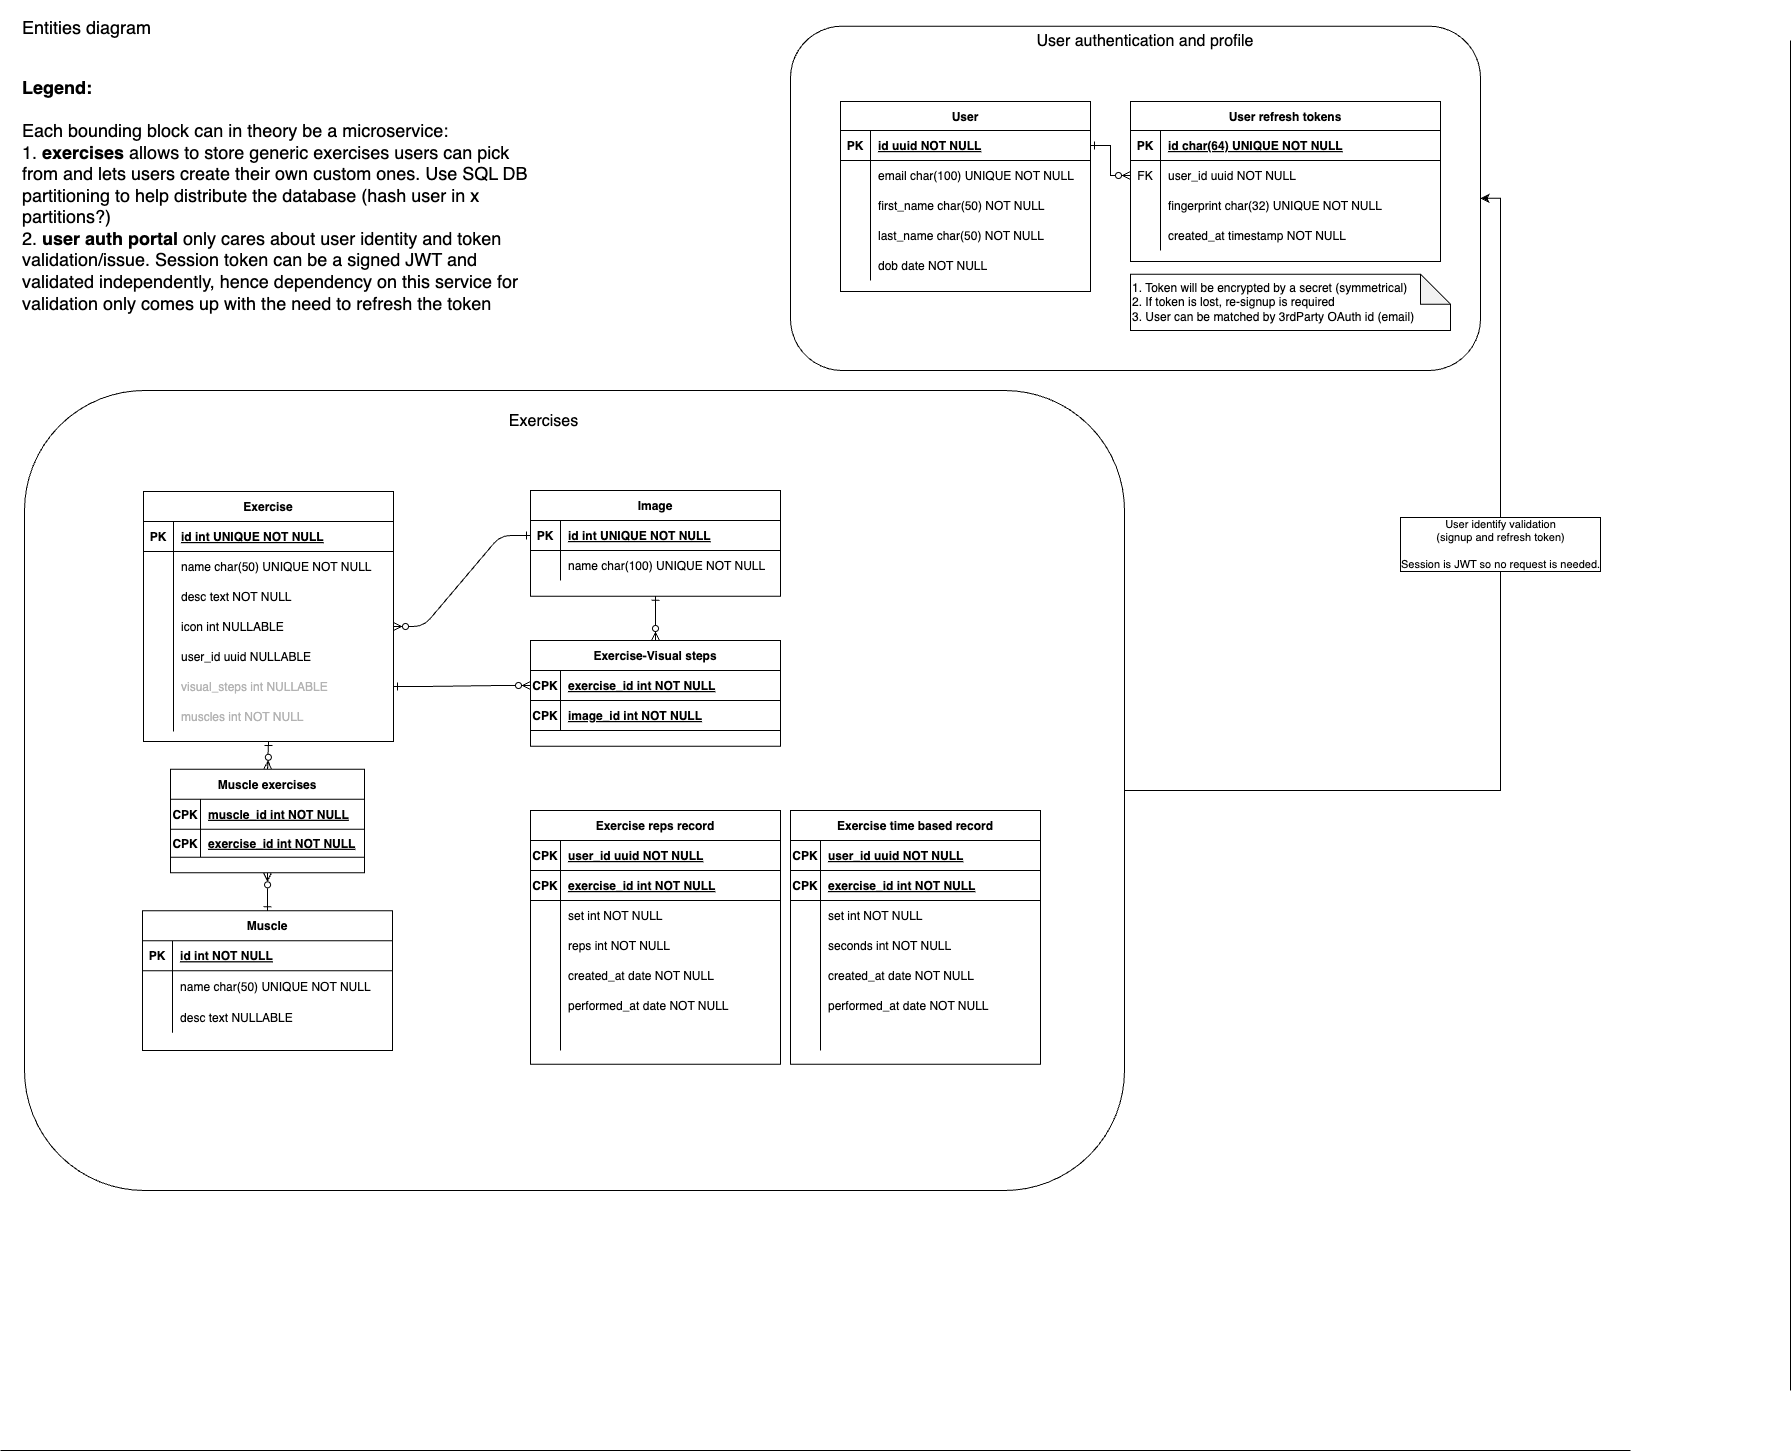 Entities diagram
Legend:
Each bounding block can in theory be a microservice:
1. exercises allows to store generic exercises users can pick
from and lets users create their own custom ones. Use SQL DB
partitioning to help distribute the database (hash user in x
partitions?)
2. user auth portal only cares about user identity and token
validation/issue. Session token can be a signed JWT and
validated independently, hence dependency on this service for
validation only comes up with the need to refresh the token
User authentication and profile
User
PK id uuid NOT NULL
email char(100) UNIQUE NOT NULL
first_name char(50) NOT NULL
last_name char(50) NOT NULL
dob date NOT NULL
User refresh tokens
PK id char(64) UNIQUE NOT NULL
FK user_id uuid NOT NULL
fingerprint char(32) UNIQUE NOT NULL
created_at timestamp NOT NULL
1. Token will be encrypted by a secret (symmetrical)
2. If token is lost, re-signup is required
3. User can be matched by 3rdParty OAuth id (email)
User identify validation
(signup and refresh token)
Session is JWT so no request is needed.
Exercises
Exercise
PK id int UNIQUE NOT NULL
name char(50) UNIQUE NOT NULL
desc text NOT NULL
icon int NULLABLE
user_id uuid NULLABLE
visual_steps int NULLABLE
muscles int NOT NULL
Image
PK id int UNIQUE NOT NULL
name char(100) UNIQUE NOT NULL
Exercise-Visual steps
CPK exercise_id int NOT NULL
CPK image_id int NOT NULL
Muscle exercises
CPK muscle_id int NOT NULL
CPK exercise_id int NOT NULL
Muscle
PK id int NOT NULL
name char(50) UNIQUE NOT NULL
desc text NULLABLE
Exercise reps record
CPK user_id uuid NOT NULL
CPK exercise_id int NOT NULL
set int NOT NULL
reps int NOT NULL
created_at date NOT NULL
performed_at date NOT NULL
Exercise time based record
CPK user_id uuid NOT NULL
CPK exercise_id int NOT NULL
set int NOT NULL
seconds int NOT NULL
created_at date NOT NULL
performed_at date NOT NULL